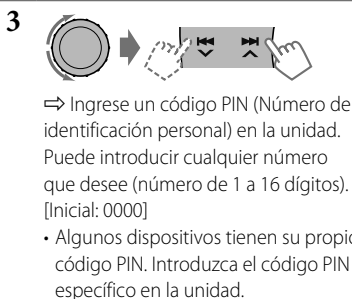 3
⇨ Ingrese un código PIN (Número de
identificación personal) en la unidad.
Puede introducir cualquier número
que desee (número de 1 a 16 dígitos).
[Inicial: 0000]
• Algunos dispositivos tienen su propio
código PIN. Introduzca el código PIN
específico en la unidad.